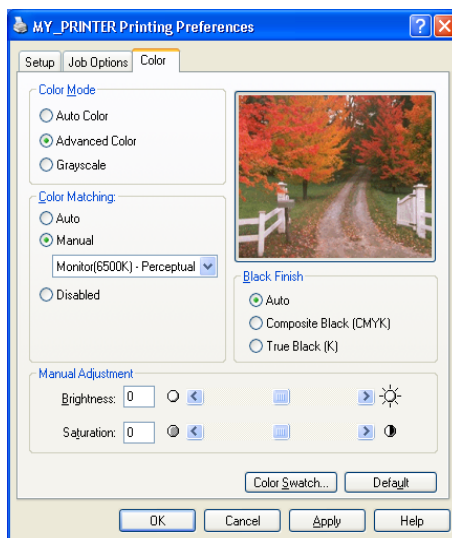 MY_PRINTER Printing Preferences
Setup
Job Options
Color
Color Mode
Auto Color
Advanced Color
Grayscale
Color Matching:
Auto
Manual
Monitor(6500K) - Perceptual
Disabled
Black Finish
Auto
Composite Black (CMYK)
True Black (K)
Manual Adjustment
Brightness: 0
Saturation: 0
Color Swatch...
Default
OK
Cancel
Apply
Help